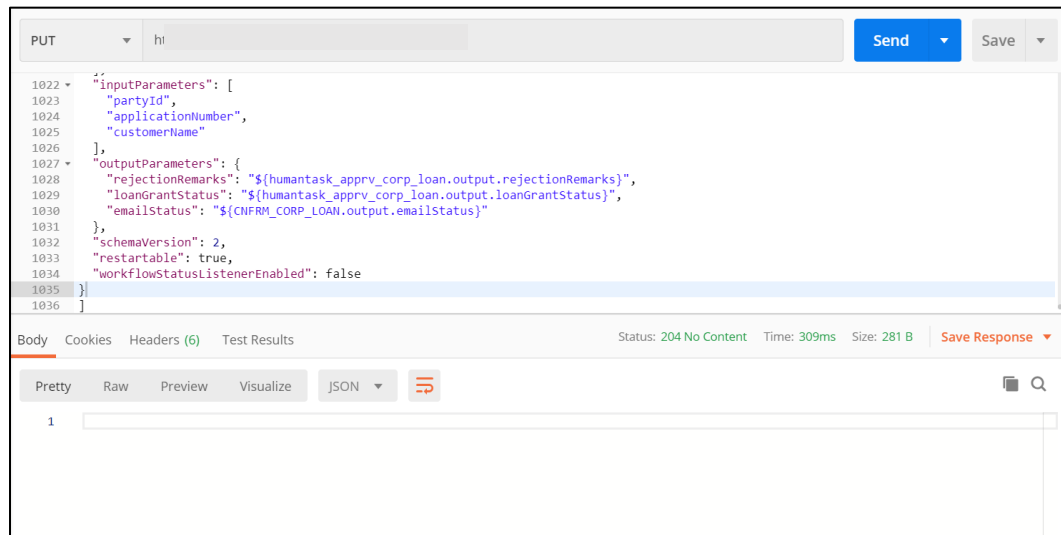 PUT ht Send Save
1022 "inputParameters": [
1023 "partyId",
1024 "applicationNumber",
1025 "customerName"
1026 ],
1027 "outputParameters": {
1028 "rejectionRemarks": "${humantask_apprv_corp_loan.output.rejectionRemarks}",
1029 "loanGrantStatus": "${humantask_apprv_corp_loan.output.loanGrantStatus}",
1030 "emailStatus": "${CNFRM_CORP_LOAN.output.emailStatus}"
1031 },
1032 "schemaVersion": 2,
1033 "restartable": true,
1034 "workflowStatusListenerEnabled": false
1035 }
1036 ]
Body Cookies Headers (6) Test Results Status: 204 No Content Time: 309ms Size: 281 B Save Response
Pretty Raw Preview Visualize JSON
1